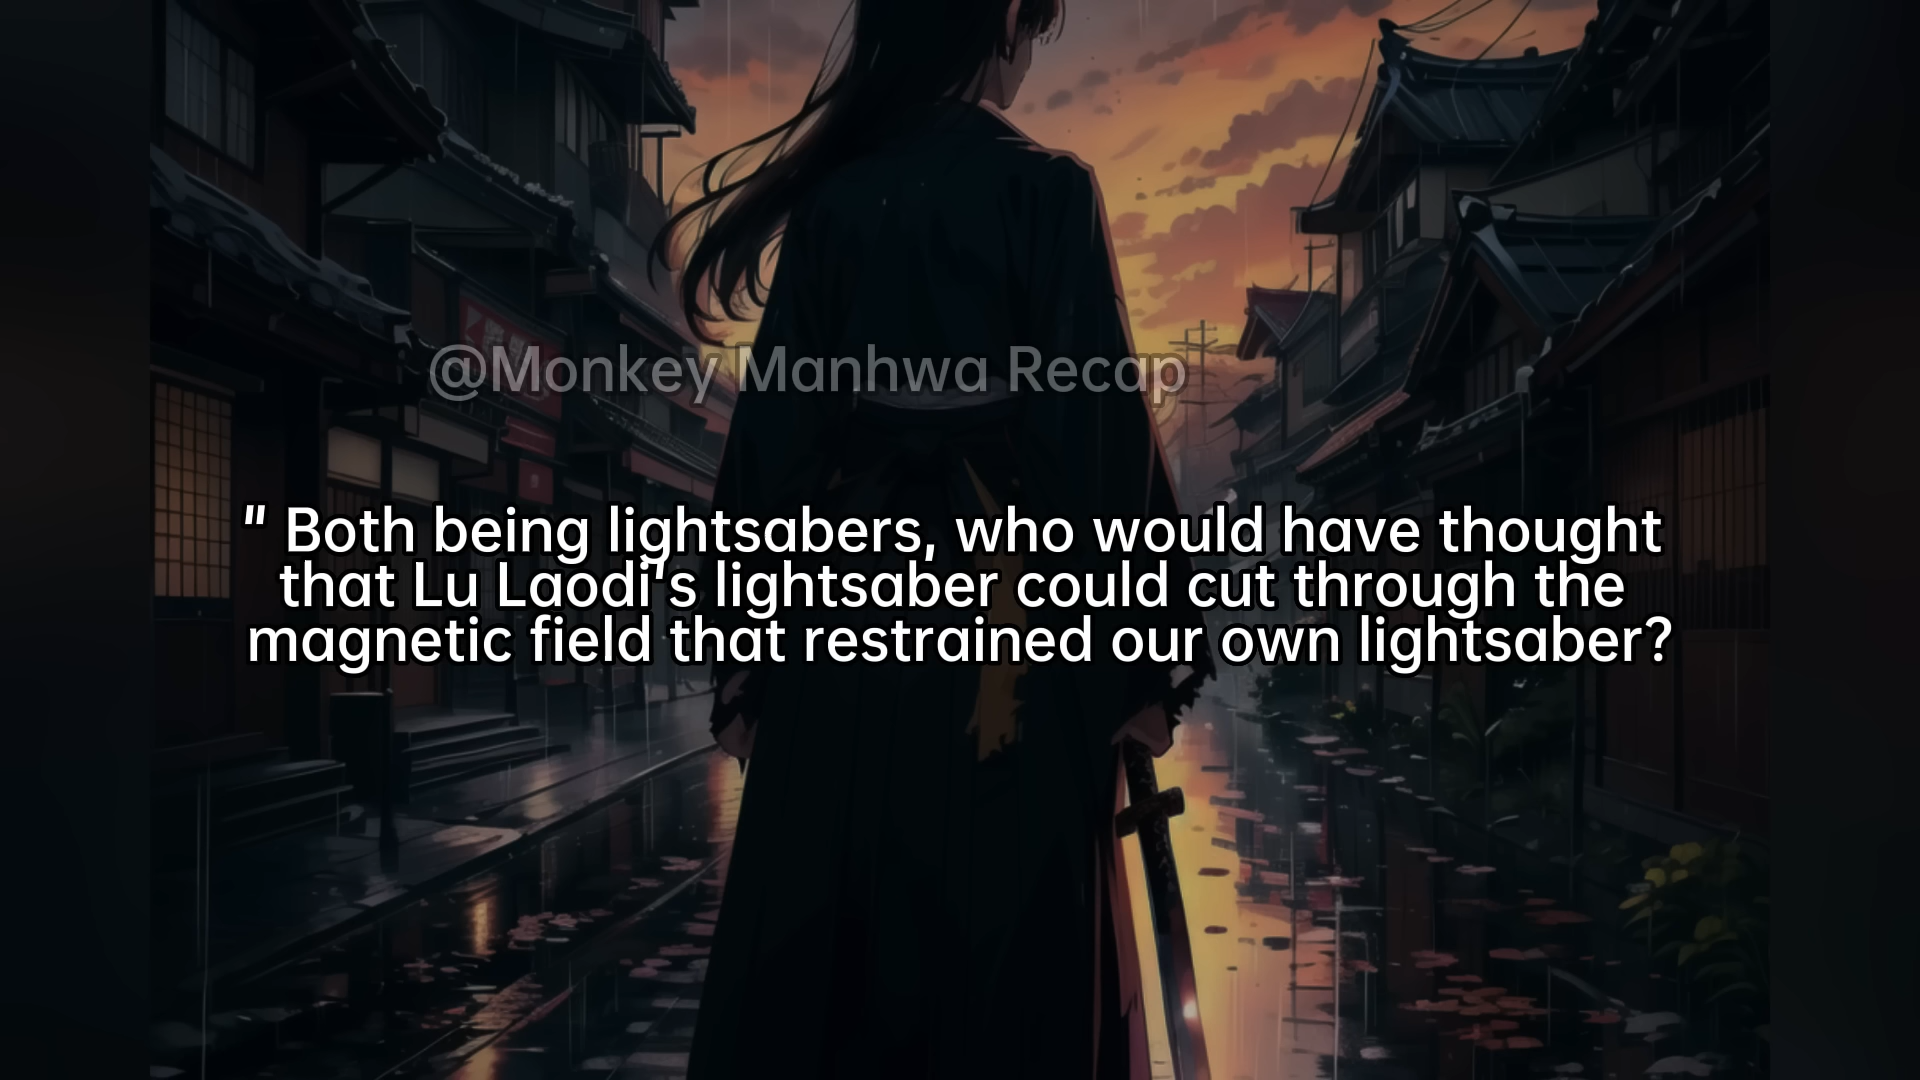 @Monkey Manhwa Recap
" Both being lightsabers, who would have thought
that Lu Laodi's lightsaber could cut through the
magnetic field that restrained our own lightsaber?